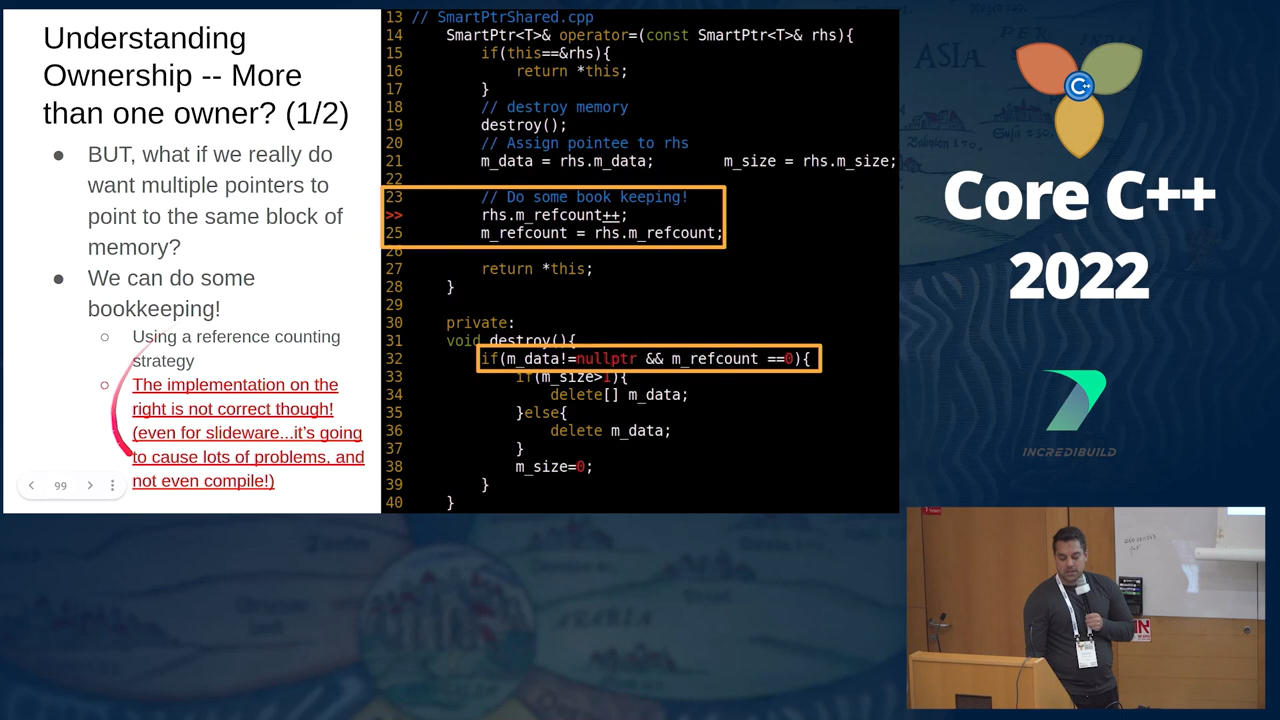 Understanding
Ownership -- More
than one owner? (1/2)
● BUT, what if we really do
want multiple pointers to
point to the same block of
memory?
● We can do some
bookkeeping!
○ Using a reference counting
strategy
○ The implementation on the
right is not correct though!
(even for slideware...it's going
to cause lots of problems, and
not even compile!)
99
13 // SmartPtrShared.cpp
14 SmartPtr<T>& operator=(const SmartPtr<T>& rhs){
15 if(this==&rhs){
16 return *this;
17 }
18 // destroy memory
19 destroy();
20 // Assign pointee to rhs
21 m_data = rhs.m_data; m_size = rhs.m_size;
22
23 // Do some book keeping!
>> rhs.m_refcount++;
25 m_refcount = rhs.m_refcount;
26
27 return *this;
28 }
29
30 private:
31 void destroy(){
32 if(m_data!=nullptr && m_refcount ==0){
33 if(m_size>1){
34 delete[] m_data;
35 }else{
36 delete m_data;
37 }
38 m_size=0;
39 }
40 }
ASIA
C++
Core C++
2022
INCREDIBUILD